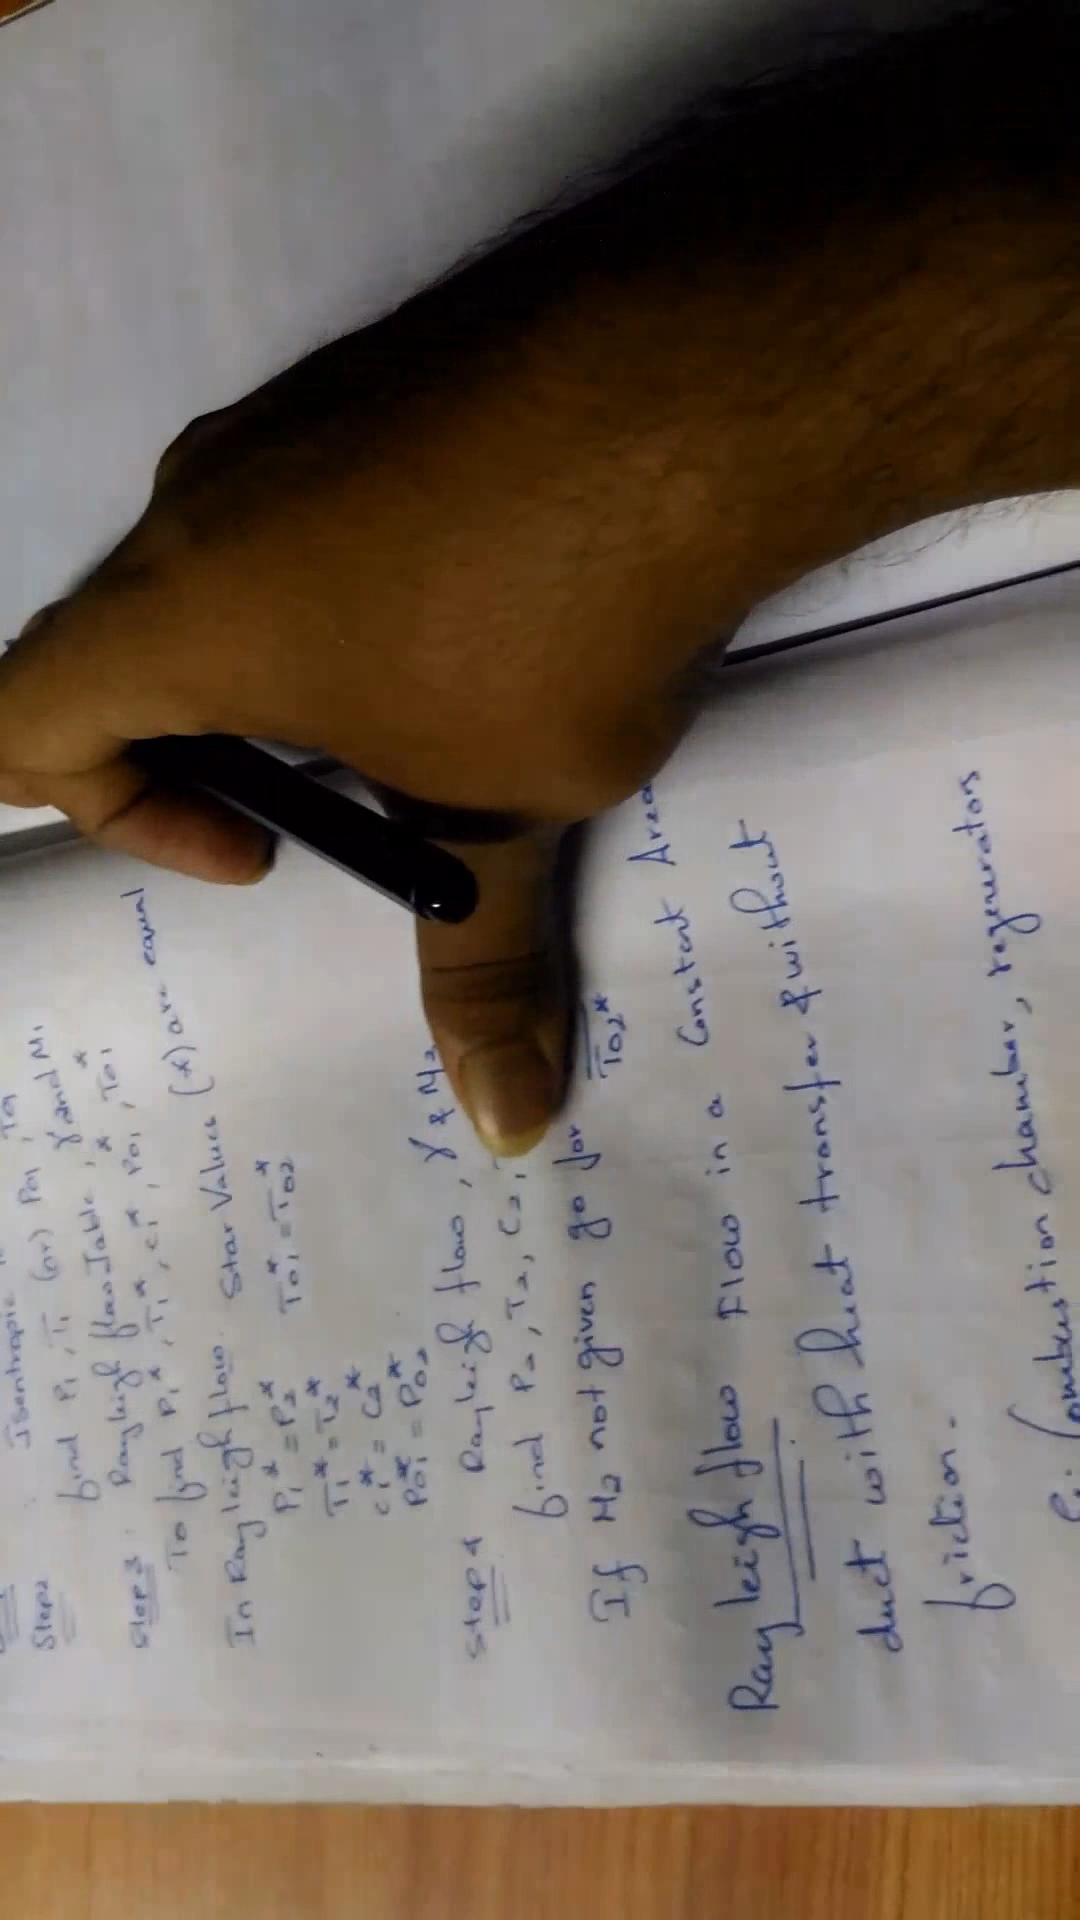 Step2 Isentropic
find P1, T1 (or) P01, T01
Step3 Rayleigh flow Table, γ and M1
To find P1*, T1*, c1*, P01*, T01*
In Rayleigh flow Star Values (*) are equal
P1* = P2* T01* = T02*
T1* = T2*
c1* = c2*
P01* = P02*
Step 4 Rayleigh flow, γ & M2
find P2, T2, C2,
If M2 not given go for T02*
Rayleigh flow Flow in a Constant Area
duct with heat transfer & without
friction.
Combustion chamber, regenerators